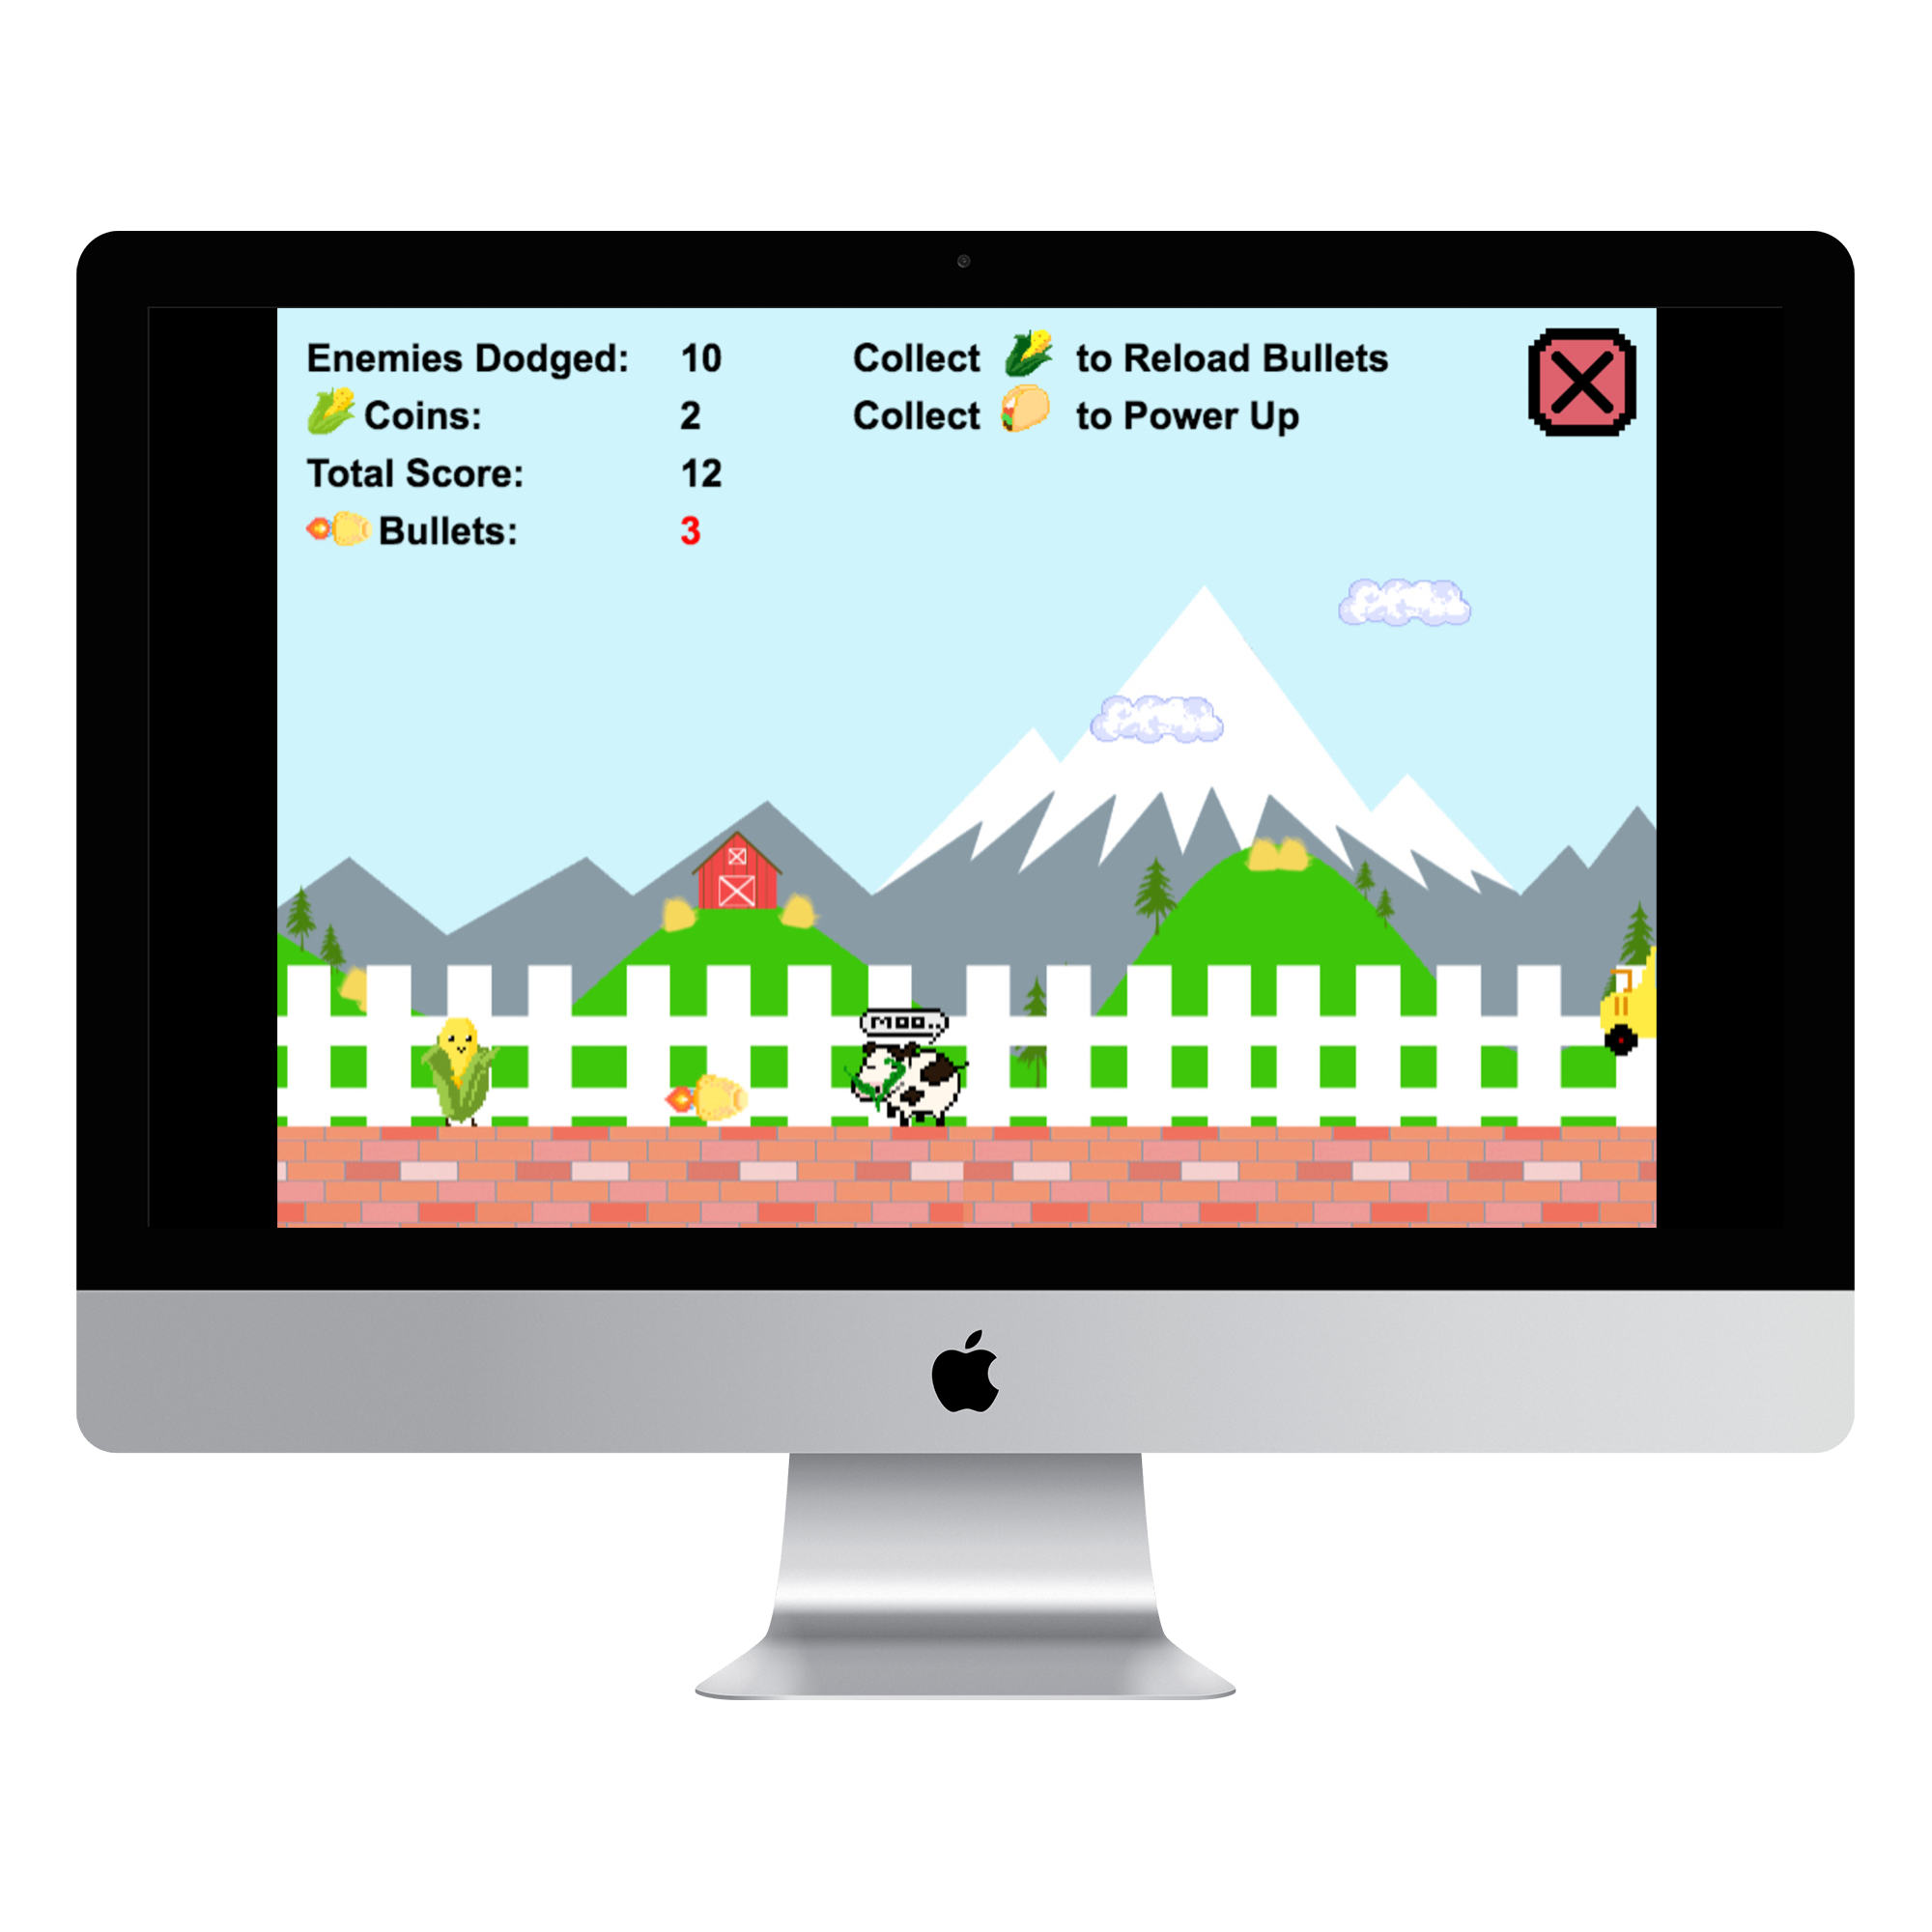 Enemies Dodged: 10
Coins: 2
Total Score: 12
Bullets: 3
Collect to Reload Bullets
Collect to Power Up
MOO..